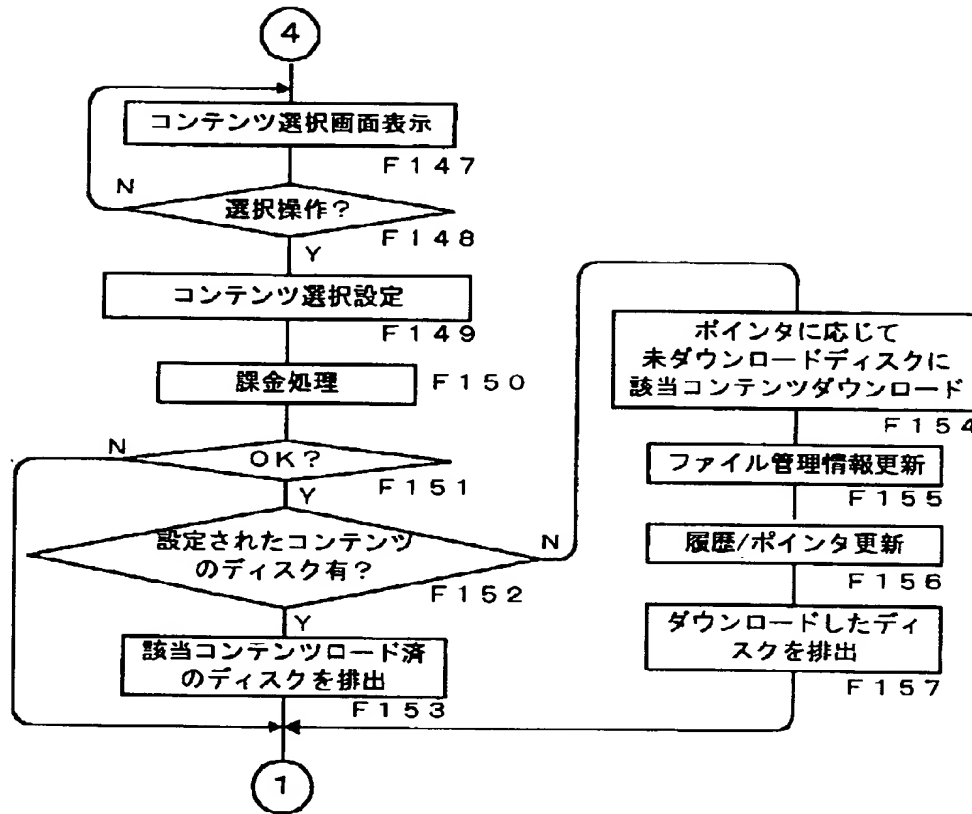 4
コンテンツ選択画面表示
F147
N
選択操作?
F148
Y
コンテンツ選択設定
F149
課金処理
F150
N
OK?
F151
Y
設定されたコンテンツ
のディスク有?
N
F152
Y
該当コンテンツロード済
のディスクを排出
F153
ポインタに応じて
未ダウンロードディスクに
該当コンテンツダウンロード
F154
ファイル管理情報更新
F155
履歴/ポインタ更新
F156
ダウンロードしたディ
スクを排出
F157
1